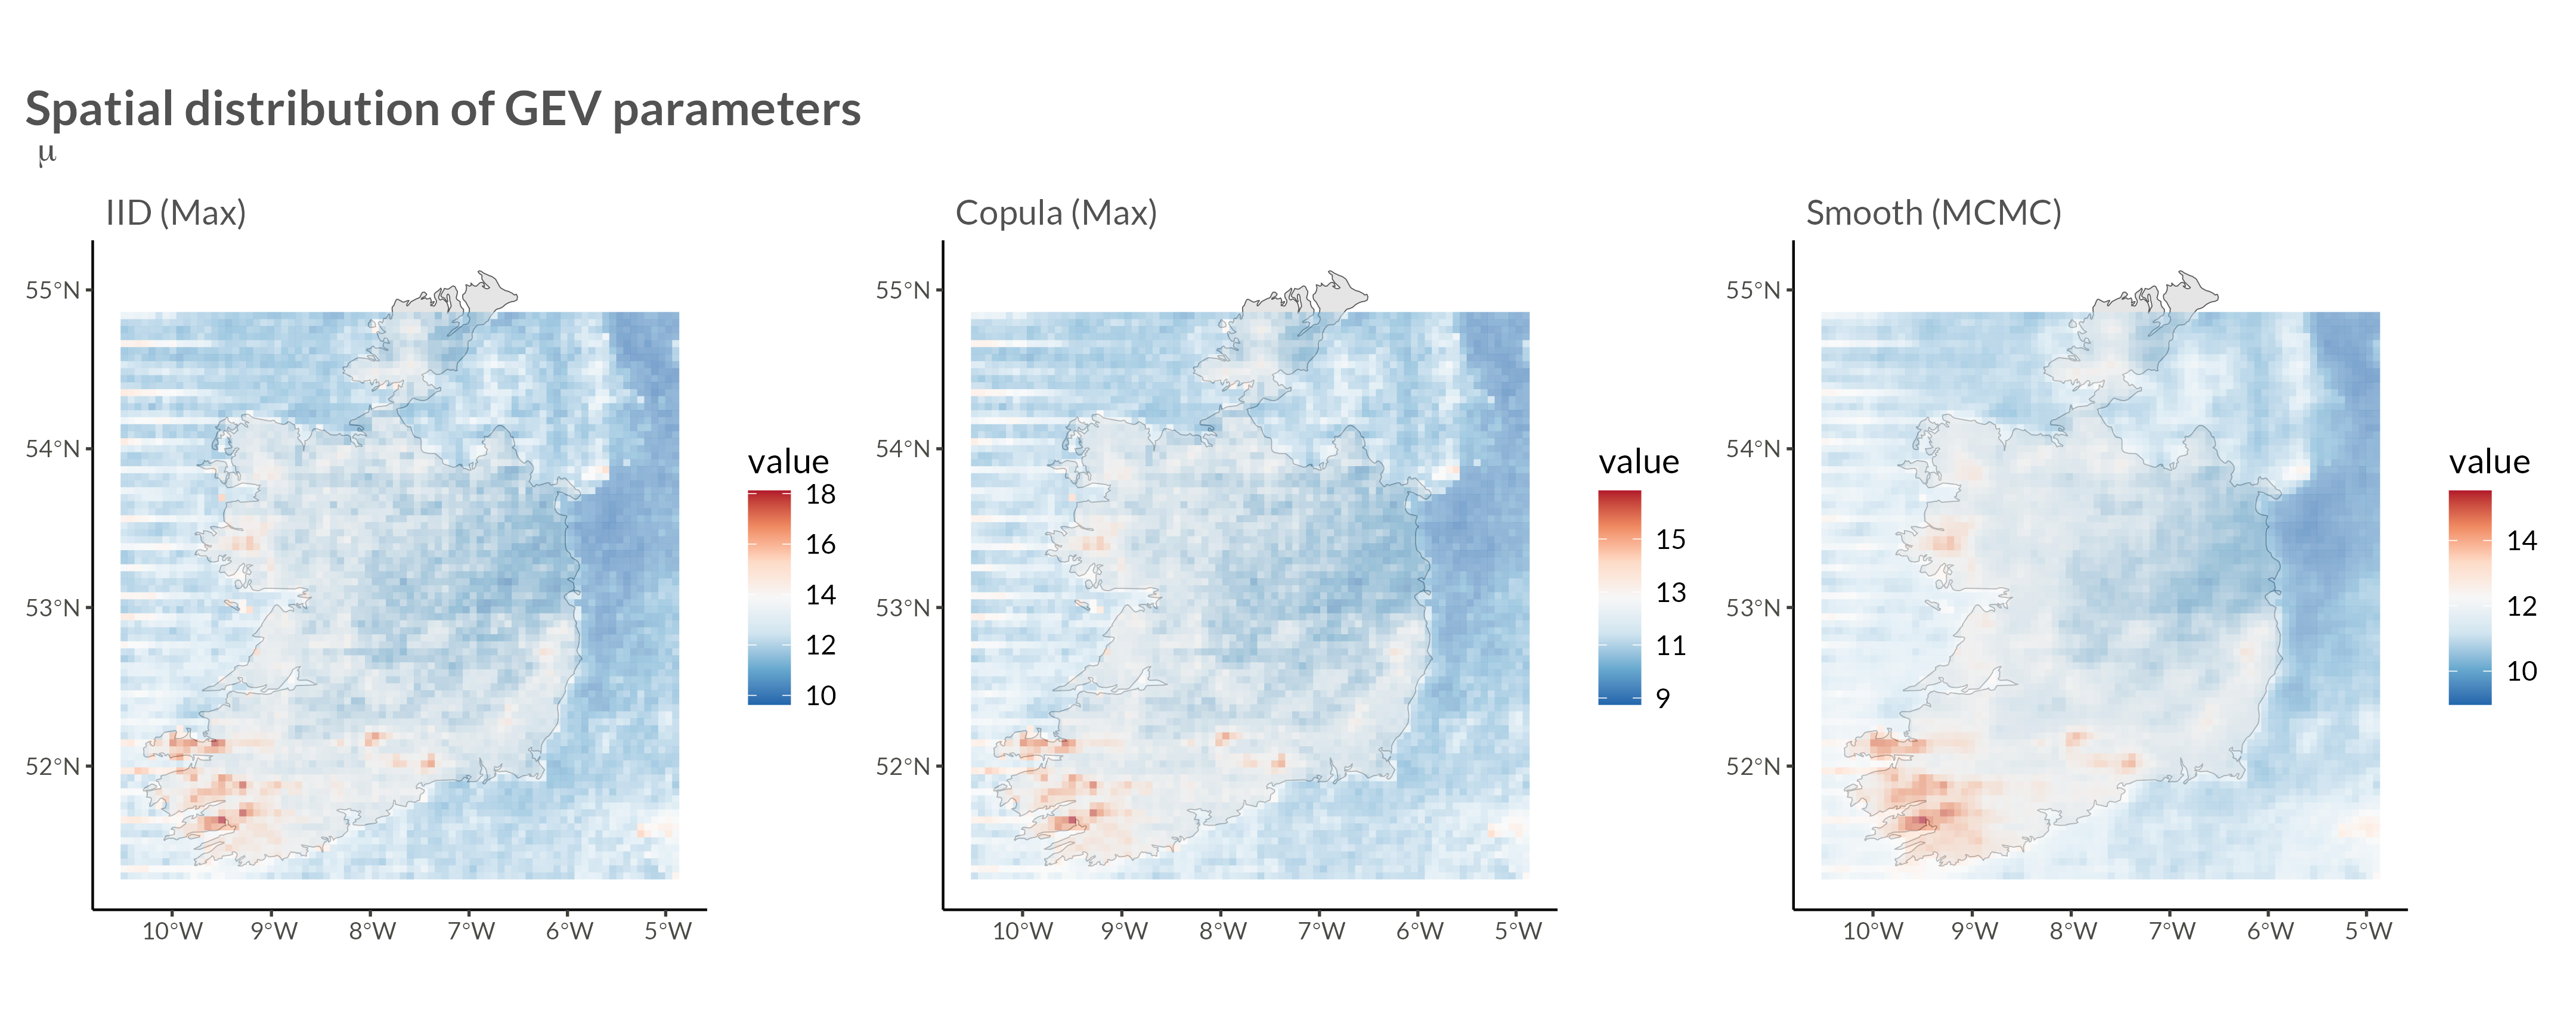 Spatial distribution of GEV parameters
μ
IID (Max)
55°N
54°N
53°N
52°N
10°W 9°W 8°W 7°W 6°W 5°W
value
18
16
14
12
10
Copula (Max)
55°N
54°N
53°N
52°N
10°W 9°W 8°W 7°W 6°W 5°W
value
15
13
11
9
Smooth (MCMC)
55°N
54°N
53°N
52°N
10°W 9°W 8°W 7°W 6°W 5°W
value
14
12
10